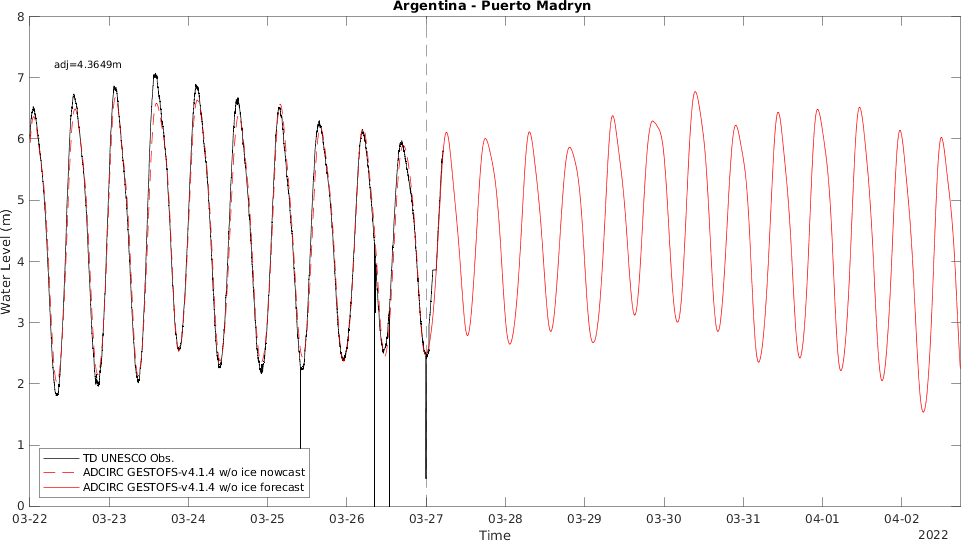 Argentina - Puerto Madryn
adj=4.3649m
Water Level (m)
8
7
6
5
4
3
2
1
0
TD UNESCO Obs.
ADCIRC GESTOFS-v4.1.4 w/o ice nowcast
ADCIRC GESTOFS-v4.1.4 w/o ice forecast
03-22 03-23 03-24 03-25 03-26 03-27 03-28 03-29 03-30 03-31 04-01 04-02
Time
2022